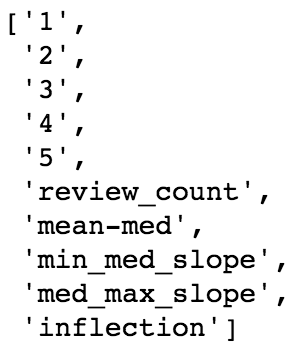 ['1',
'2',
'3',
'4',
'5',
'review_count',
'mean-med',
'min_med_slope',
'med_max_slope',
'inflection']